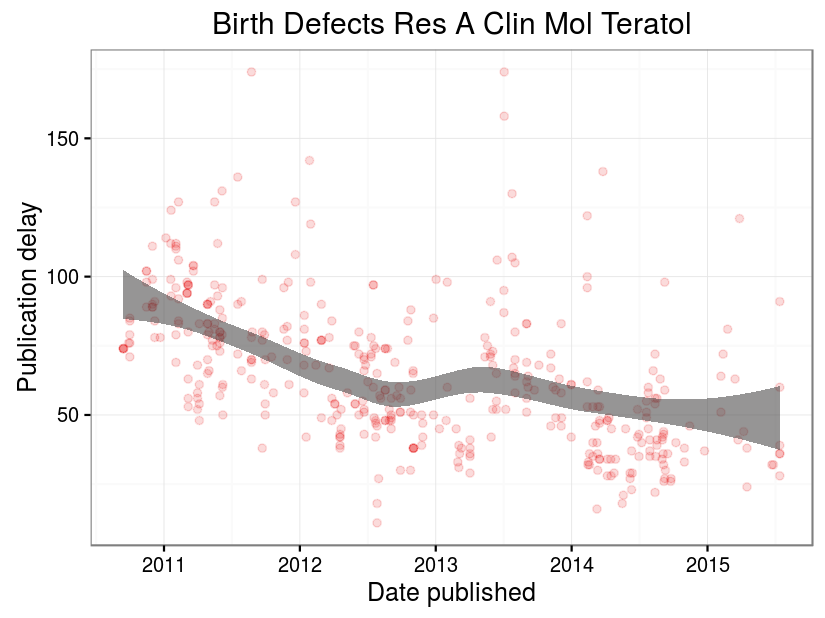 Birth Defects Res A Clin Mol Teratol
Publication delay
150
100
50
2011 2012 2013 2014 2015
Date published